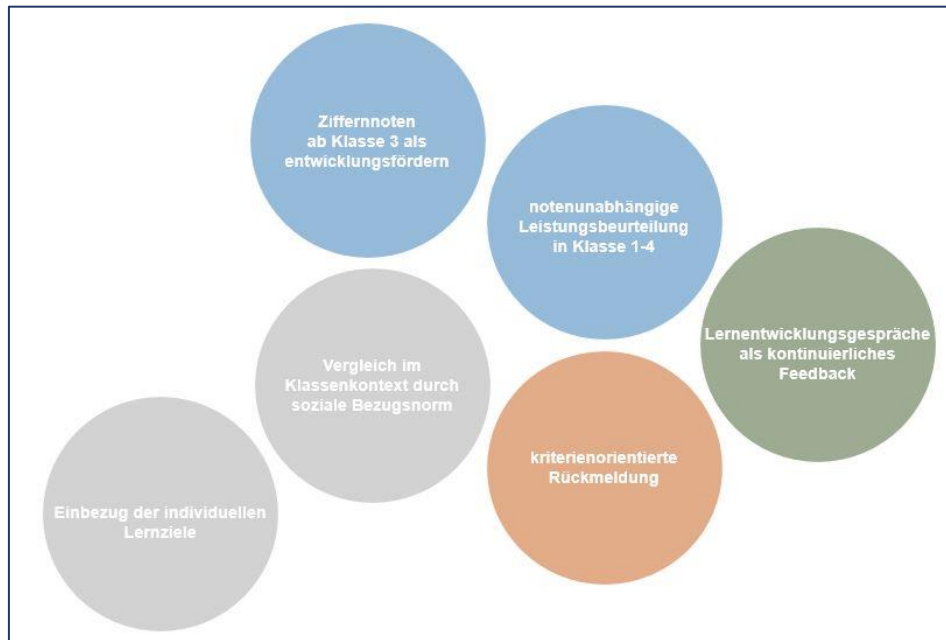 Ziffernnoten
ab Klasse 3 als
entwicklungsfördern
notenunabhängige
Leistungsbeurteilung
in Klasse 1-4
Lernentwicklungsgespräche
als kontinuierliches
Feedback
Vergleich im
Klassenkontext durch
soziale Bezugsnorm
kriterienorientierte
Rückmeldung
Einbezug der individuellen
Lernziele